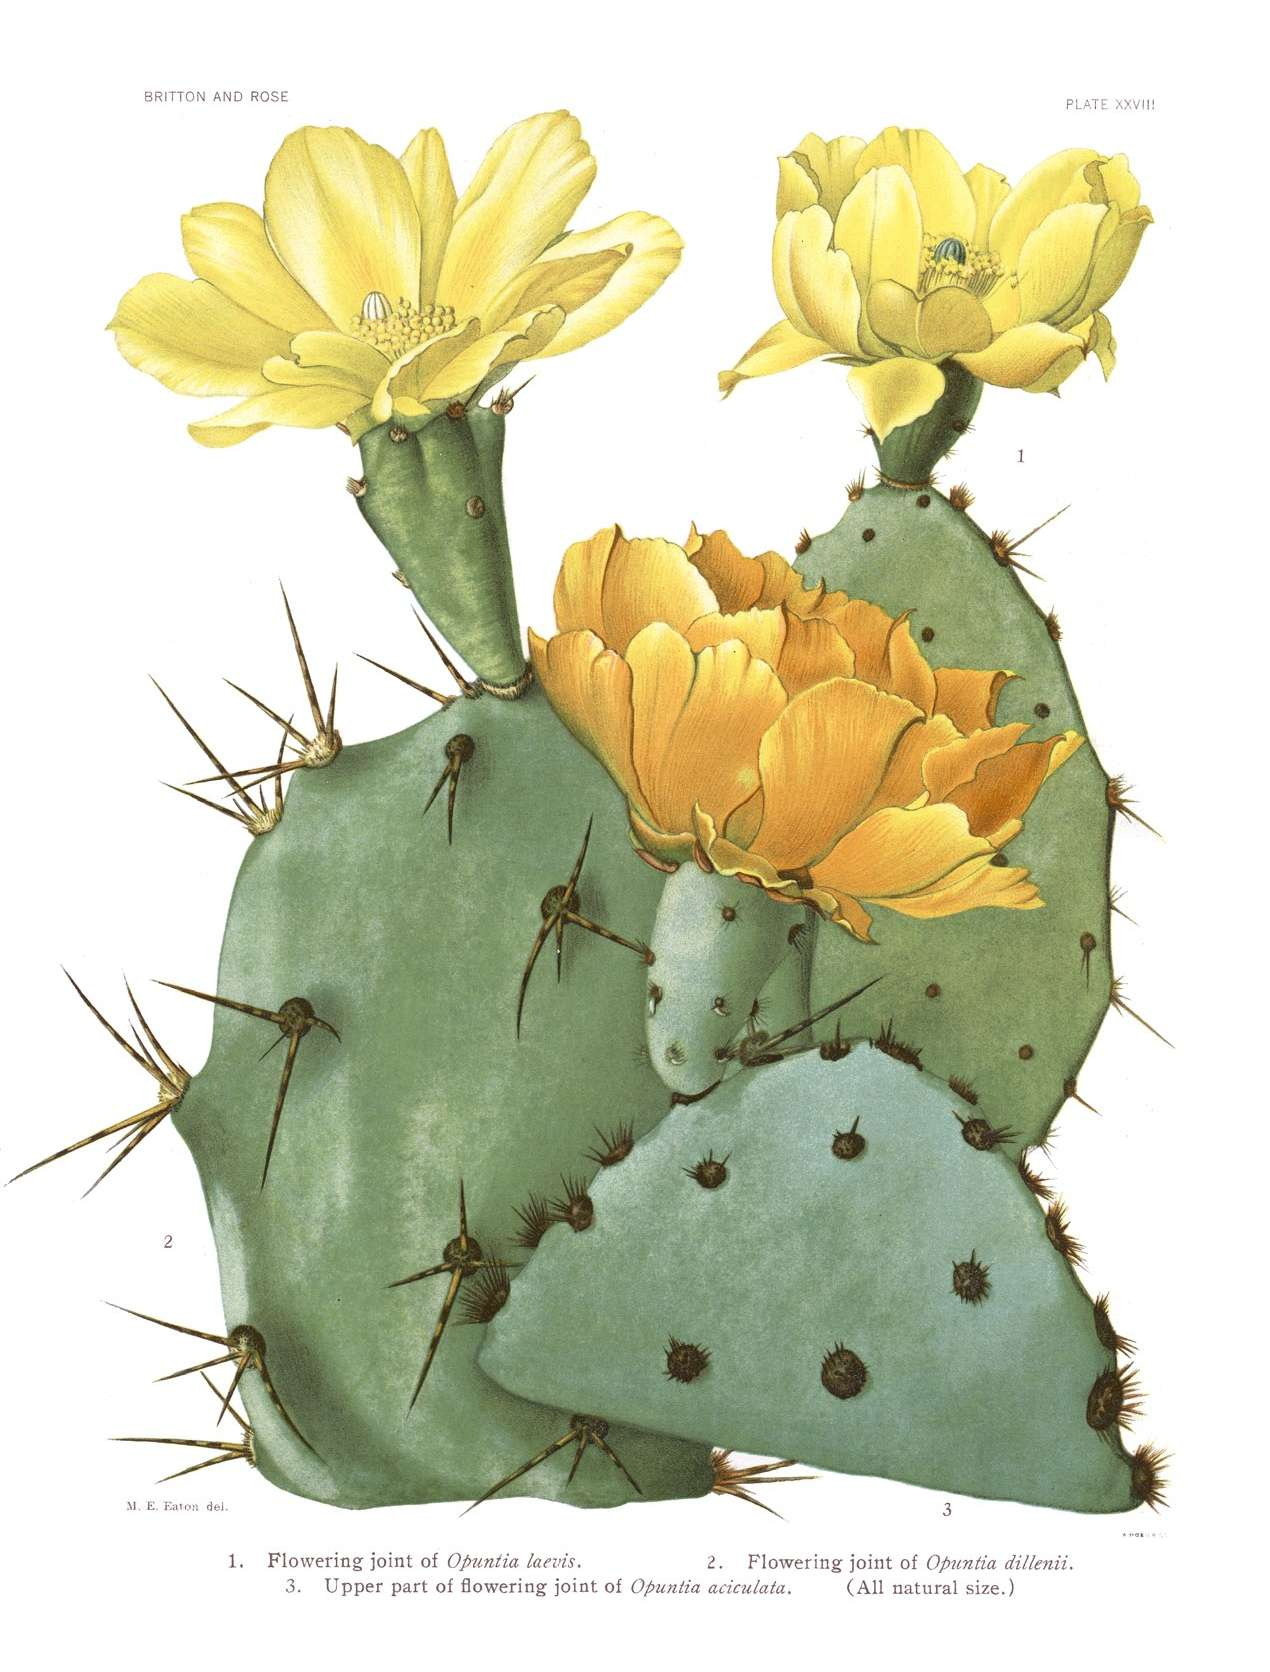 BRITTON AND ROSE
PLATE XXVIII
1
2
3
M. E. Eaton del.
1. Flowering joint of Opuntia laevis. 2. Flowering joint of Opuntia dillenii.
3. Upper part of flowering joint of Opuntia aciculata. (All natural size.)